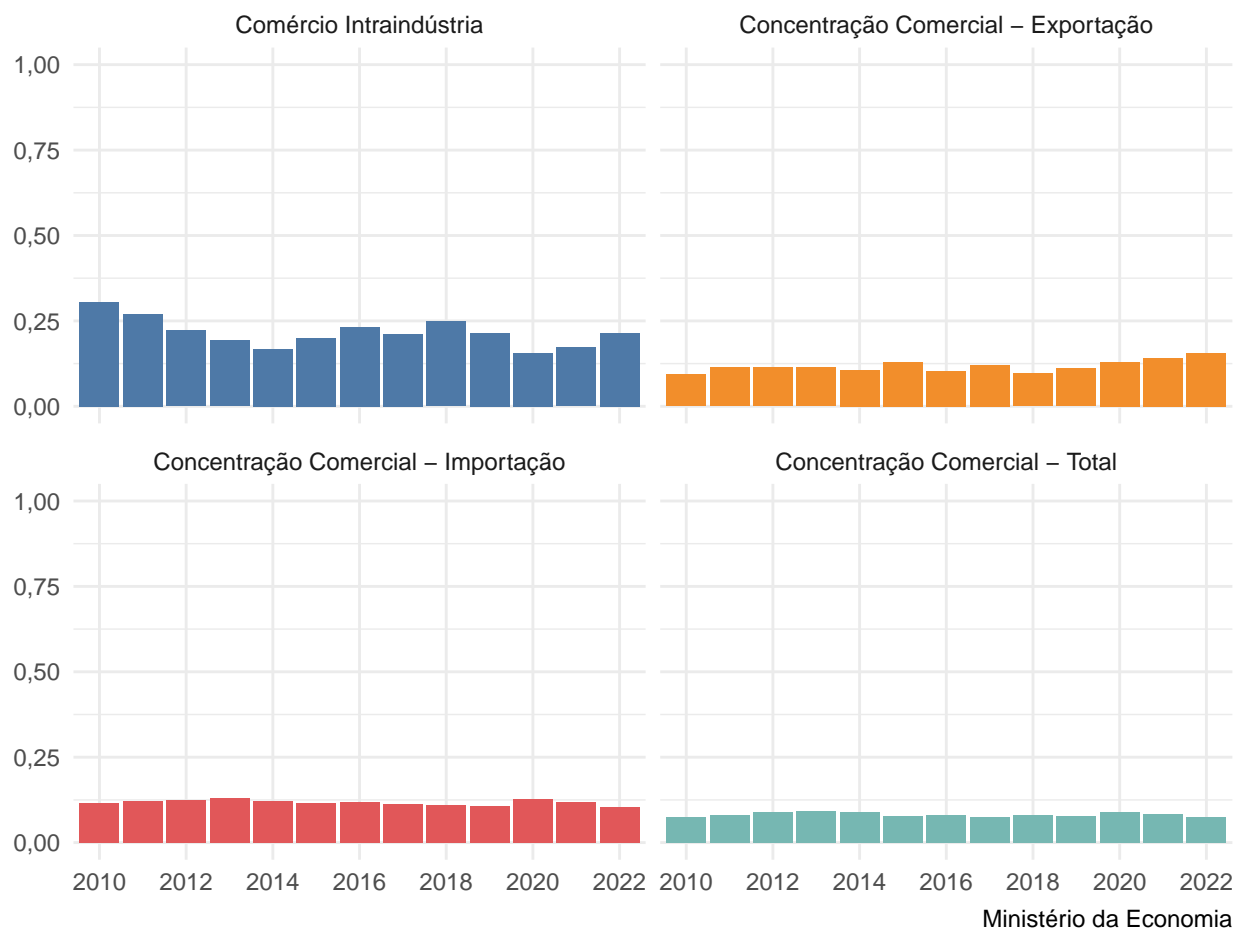 Comércio Intraindústria
Concentração Comercial – Exportação
1,00
0,75
0,50
0,25
0,00
Concentração Comercial – Importação
Concentração Comercial – Total
1,00
0,75
0,50
0,25
0,00
2010 2012 2014 2016 2018 2020 2022
2010 2012 2014 2016 2018 2020 2022
Ministério da Economia